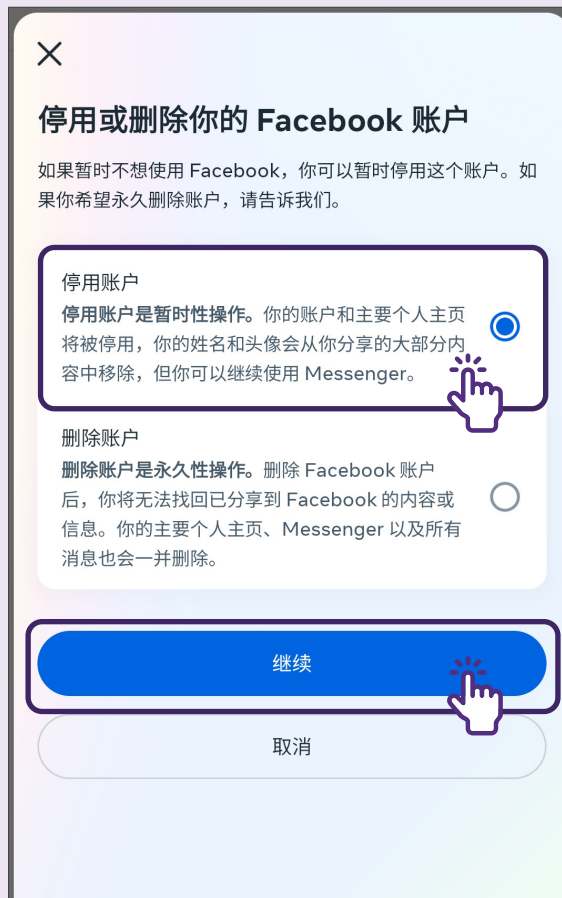 停用或删除你的 Facebook 账户
如果暂时不想使用 Facebook，你可以暂时停用这个账户。如
果你希望永久删除账户，请告诉我们。
停用账户
停用账户是暂时性操作。你的账户和主要个人主页
将被停用，你的姓名和头像会从你分享的大部分内
容中移除，但你可以继续使用 Messenger。
删除账户
删除账户是永久性操作。删除 Facebook 账户
后，你将无法找回已分享到 Facebook 的内容或
信息。你的主要个人主页、Messenger 以及所有
消息也会一并删除。
继续
取消